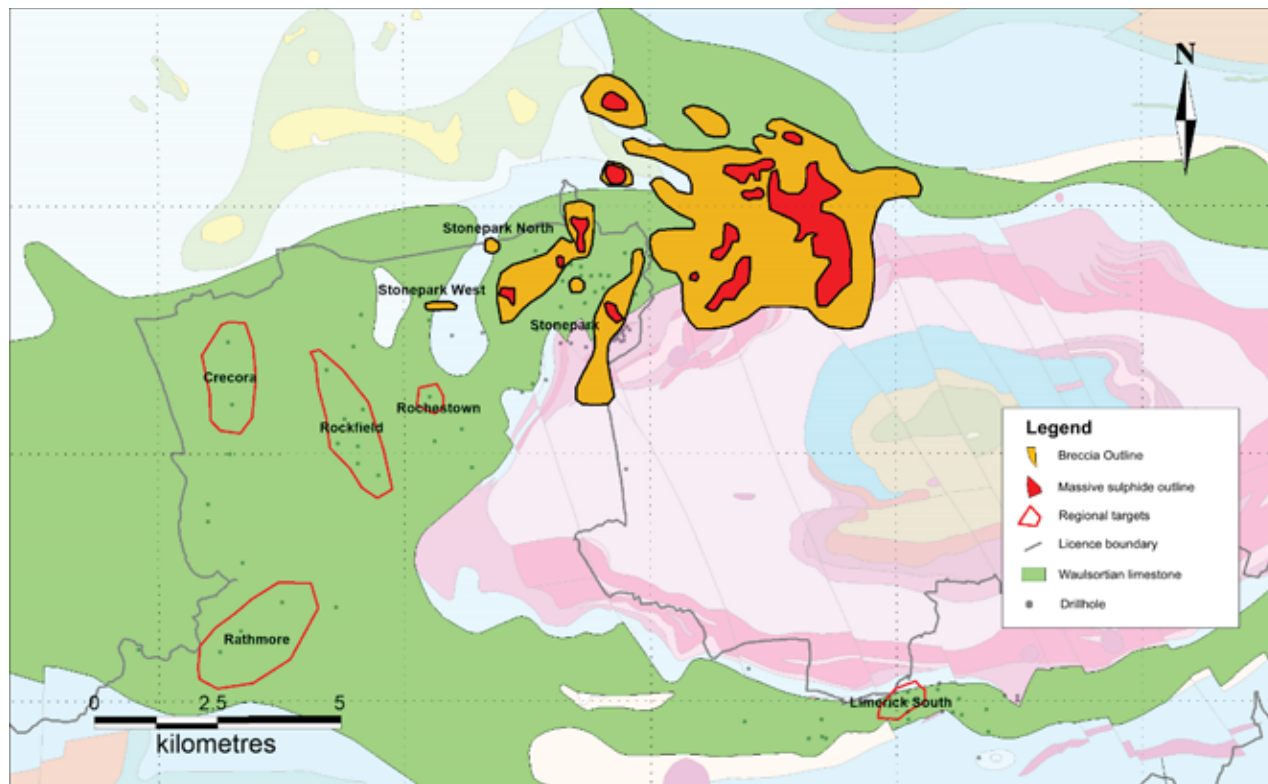 N
Stonepark North
Stonepark West
Stonepark
Crecora
Rochestown
Rockfield
Legend
Breccia Outline
Massive sulphide outline
Regional targets
Licence boundary
Waulsortian limestone
Drillhole
Rathmore
Limerick South
0 2.5 5
kilometres